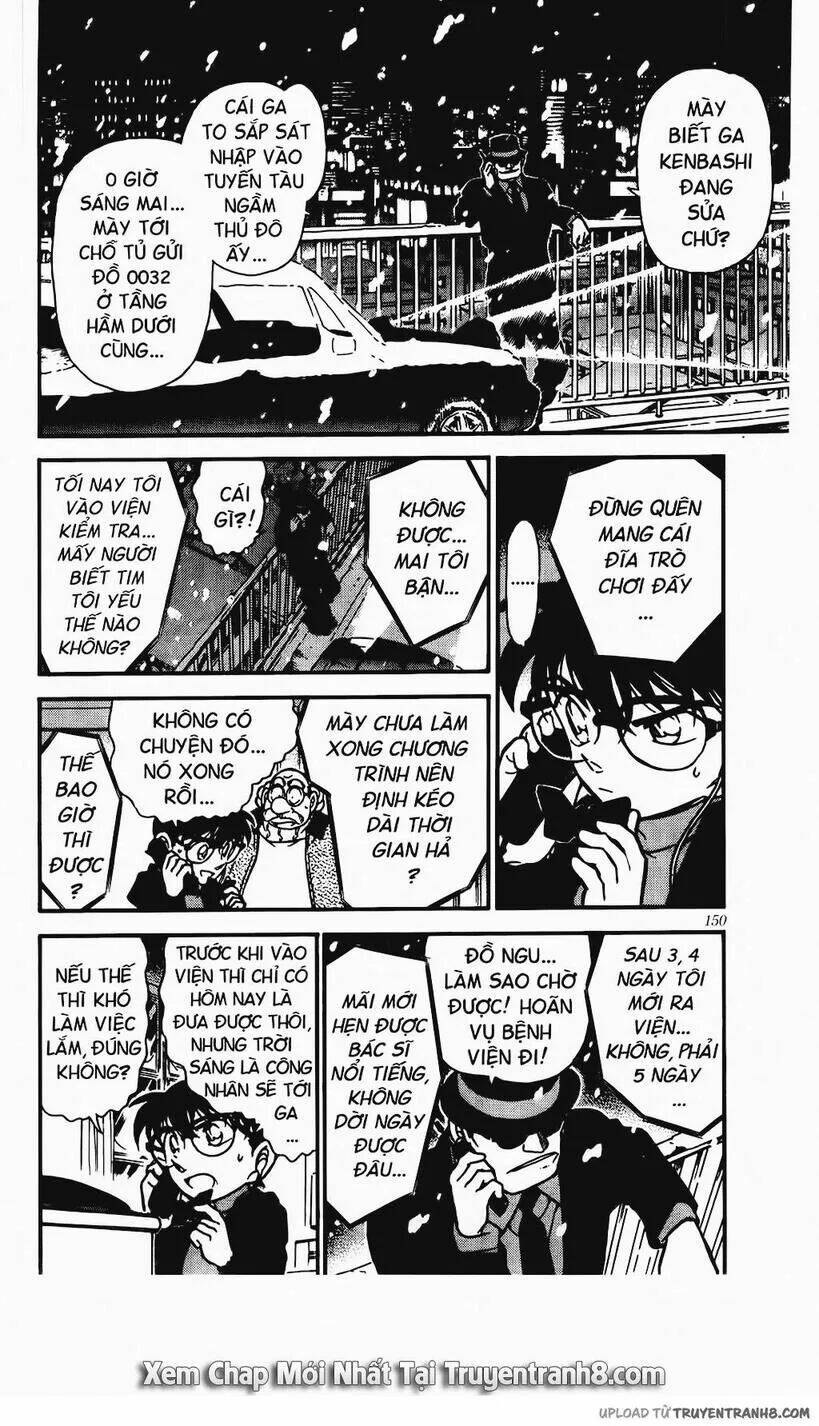 MÀY
BIẾT GA
KENBASHI
ĐANG
SỬA
CHỮ?
CÁI GA
TO SẮP SÁT
NHẬP VÀO
TUYẾN TÀU
NGẦM
THỦ ĐÔ
ẤY...
0 GIỜ
SÁNG MAI...
MÀY TỚI
CHỖ TỦ GỬI
ĐỒ 0032
Ở TẦNG
HẦM DƯỚI
CÙNG...
ĐỪNG QUÊN
MANG CÁI
ĐĨA TRÒ
CHƠI ĐẤY
...
......
KHÔNG
ĐƯỢC...
MAI TÔI
BẬN...
CÁI
GÌ?!
TỐI NAY TÔI
VÀO VIỆN
KIỂM TRA...
MẤY NGƯỜI
BIẾT TIM
TÔI YẾU
THẾ NÀO
KHÔNG?
MÀY CHƯA LÀM
XONG CHƯƠNG
TRÌNH NÊN
ĐỊNH KÉO
DÀI THỜI
GIAN HẢ
?
KHÔNG CÓ
CHUYỆN ĐÓ...
NÓ XONG
RỒI...
THẾ
BAO
GIỜ
THÌ
ĐƯỢC
?
150
SAU 3, 4
NGÀY TÔI
MỚI RA
VIỆN...
KHÔNG, PHẢI
5 NGÀY
...
ĐỒ NGU...
LÀM SAO CHỜ
ĐƯỢC! HOÃN
VỤ BỆNH
VIỆN ĐI!
MÃI MỚI
HẸN ĐƯỢC
BÁC SĨ
NỔI TIẾNG,
KHÔNG
DỜI NGÀY
ĐƯỢC
ĐÂU...
TRƯỚC KHI VÀO
VIỆN THÌ CHỈ CÓ
HÔM NAY LÀ
ĐƯA ĐƯỢC THÔI,
NHƯNG TRỜI
SÁNG LÀ CÔNG
NHÂN SẼ TỚI
GA
...
NẾU THẾ
THÌ KHÓ
LÀM VIỆC
LẮM, ĐÚNG
KHÔNG?
Xem Chap Mới Nhất Tại Truyentranh8.com
UPLOAD TỪ TRUYENTRANH8.COM